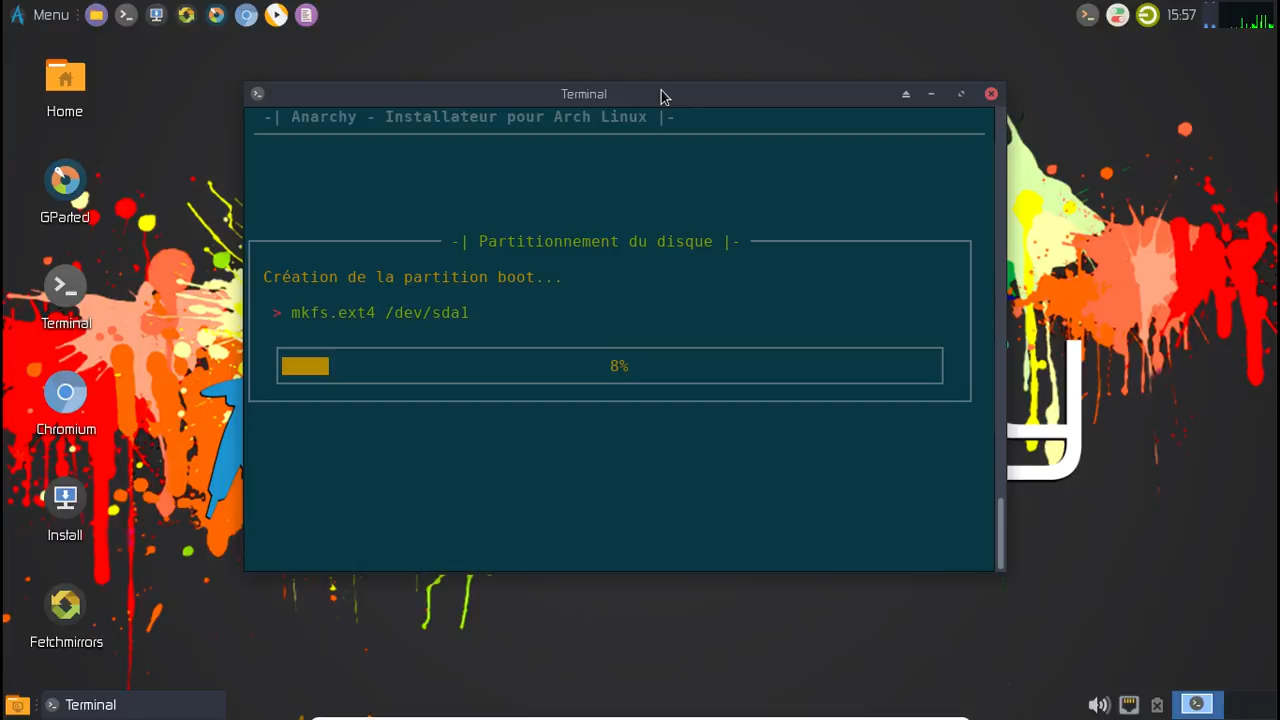 Menu
15:57
Home
GParted
Terminal
Chromium
Install
Fetchmirrors
Terminal
-| Anarchy - Installateur pour Arch Linux |-
-| Partitionnement du disque |-
Création de la partition boot...
> mkfs.ext4 /dev/sda1
8%
Terminal